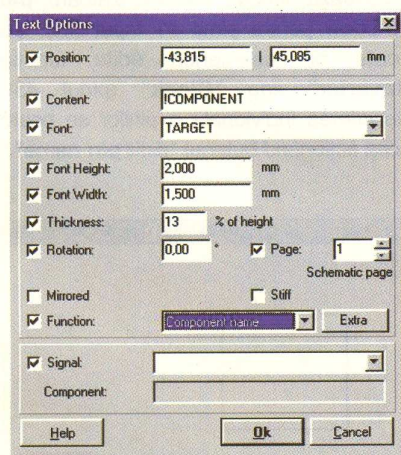 Text Options
Position: -43,815 | 45,085 mm
Content: !COMPONENT
Font: TARGET
Font Height: 2,000 mm
Font Width: 1,500 mm
Thickness: 13 % of height
Rotation: 0,00 ° Page: 1
Schematic page
Mirrored Stiff
Function: Component name Extra
Signal:
Component:
Help Ok Cancel